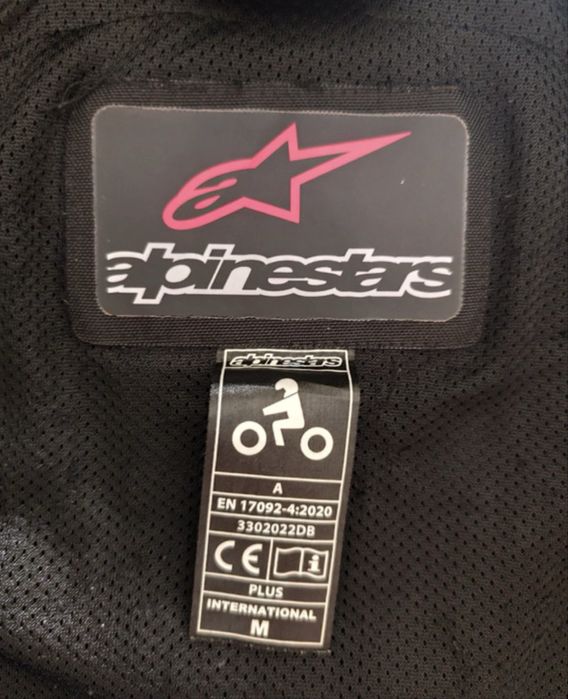 alpinestars
alpinestars
A
EN 17092-4:2020
3302022DB
CE i
PLUS
INTERNATIONAL
M